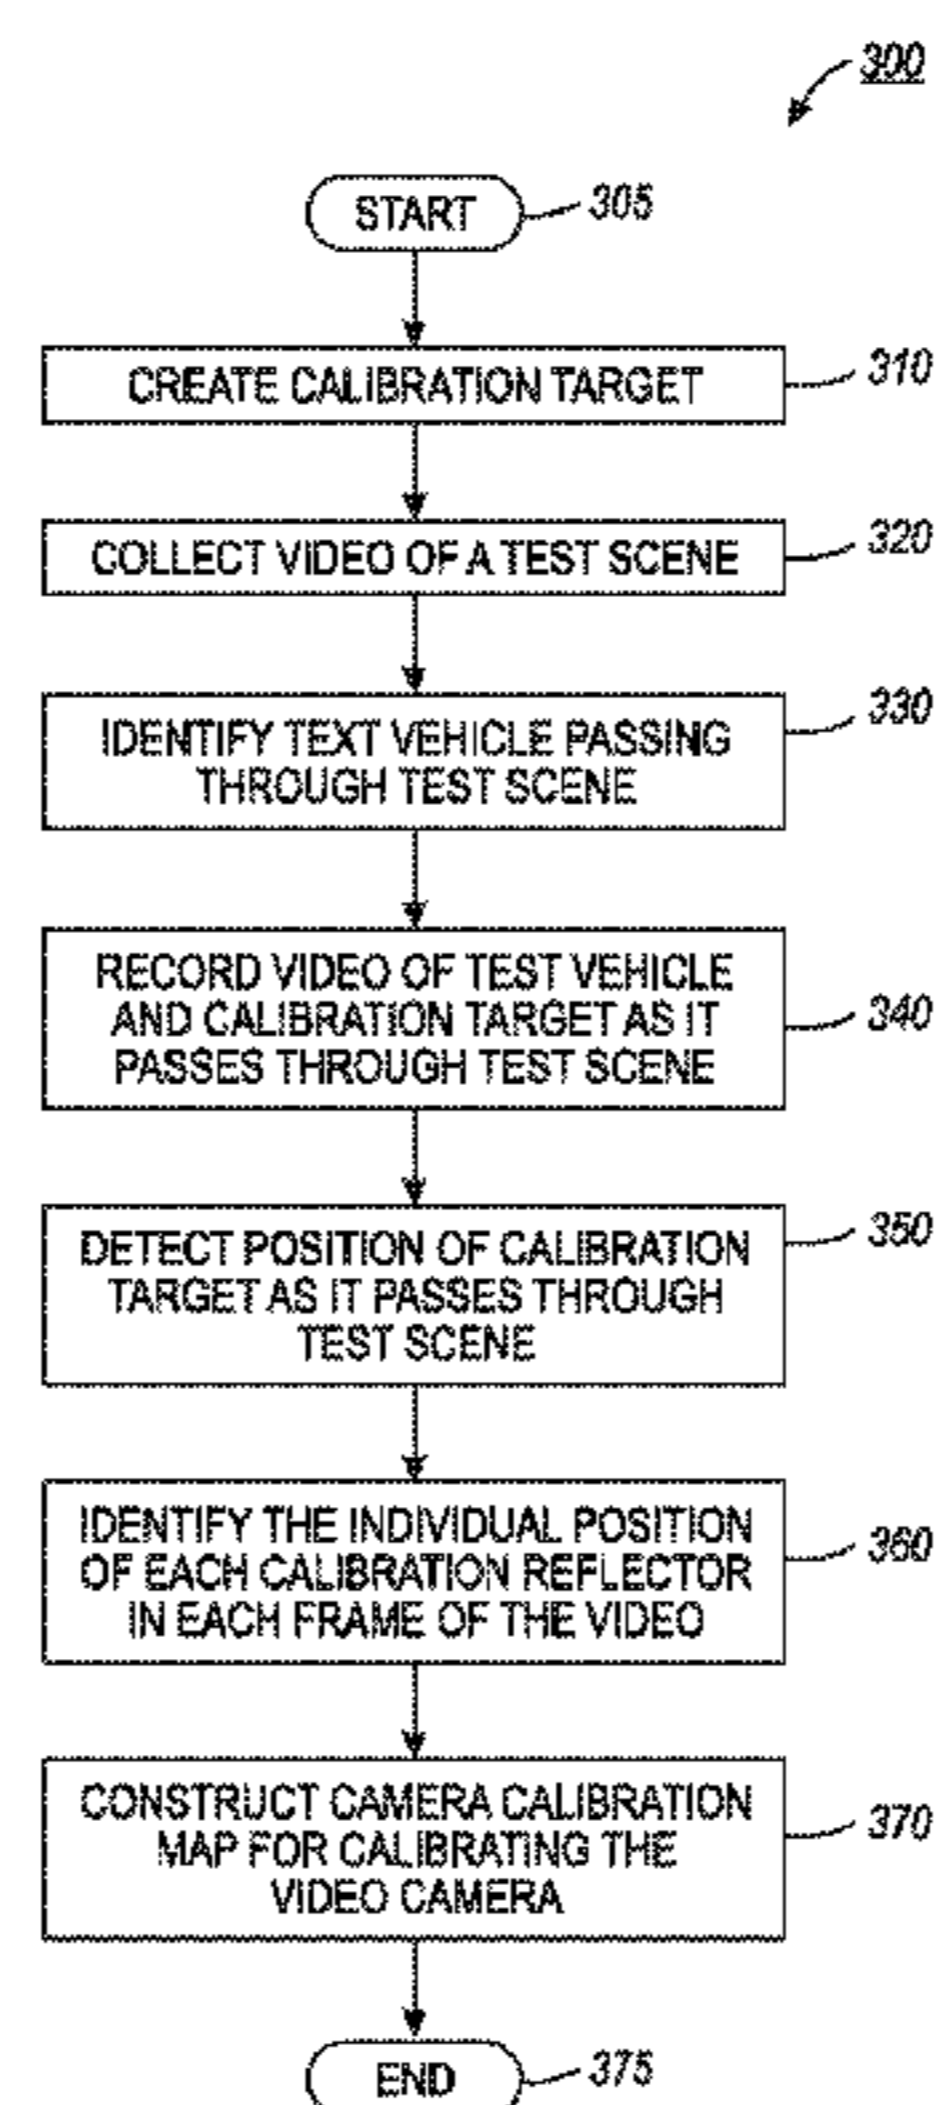 300
START
305
CREATE CALIBRATION TARGET
310
COLLECT VIDEO OF A TEST SCENE
320
IDENTIFY TEXT VEHICLE PASSING
THROUGH TEST SCENE
330
RECORD VIDEO OF TEST VEHICLE
AND CALIBRATION TARGET AS IT
PASSES THROUGH TEST SCENE
340
DETECT POSITION OF CALIBRATION
TARGET AS IT PASSES THROUGH
TEST SCENE
350
IDENTIFY THE INDIVIDUAL POSITION
OF EACH CALIBRATION REFLECTOR
IN EACH FRAME OF THE VIDEO
360
CONSTRUCT CAMERA CALIBRATION
MAP FOR CALIBRATING THE
VIDEO CAMERA
370
END
375